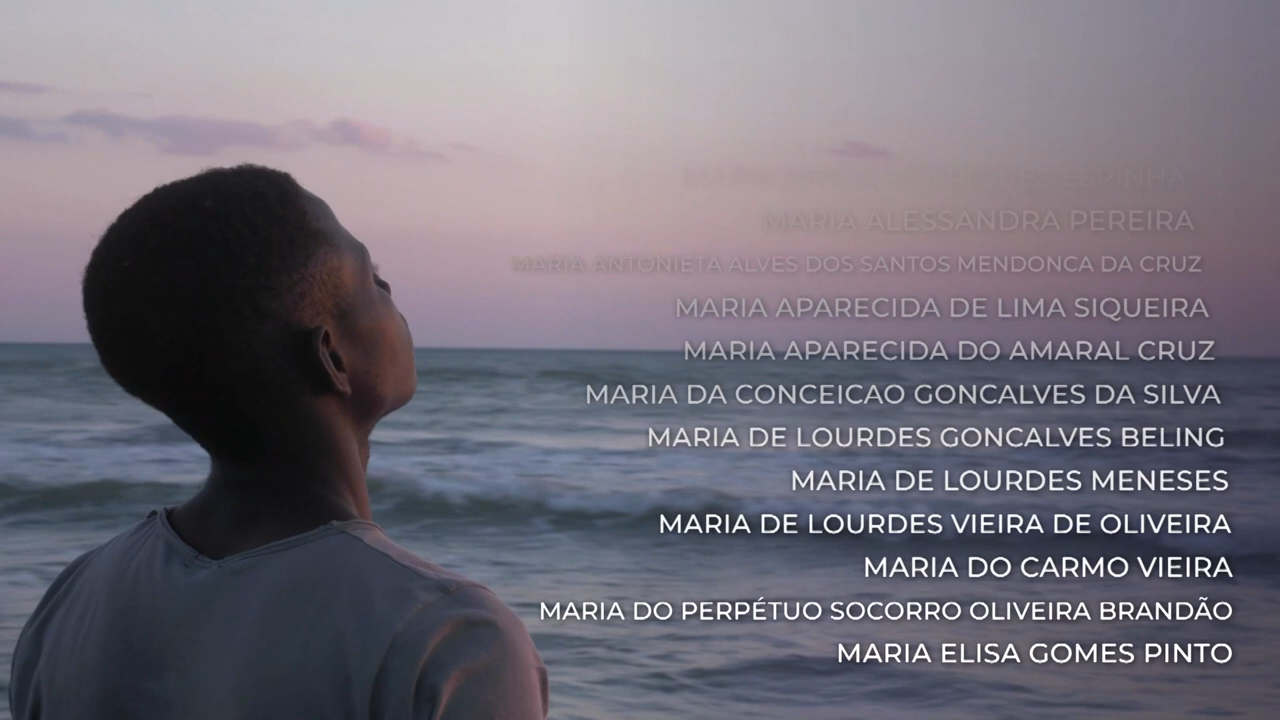 MARIA ESPINHA
MARIA ALESSANDRA PEREIRA
MARIA ANTONIETA ALVES DOS SANTOS MENDONCA DA CRUZ
MARIA APARECIDA DE LIMA SIQUEIRA
MARIA APARECIDA DO AMARAL CRUZ
MARIA DA CONCEICAO GONCALVES DA SILVA
MARIA DE LOURDES GONCALVES BELING
MARIA DE LOURDES MENESES
MARIA DE LOURDES VIEIRA DE OLIVEIRA
MARIA DO CARMO VIEIRA
MARIA DO PERPÉTUO SOCORRO OLIVEIRA BRANDÃO
MARIA ELISA GOMES PINTO